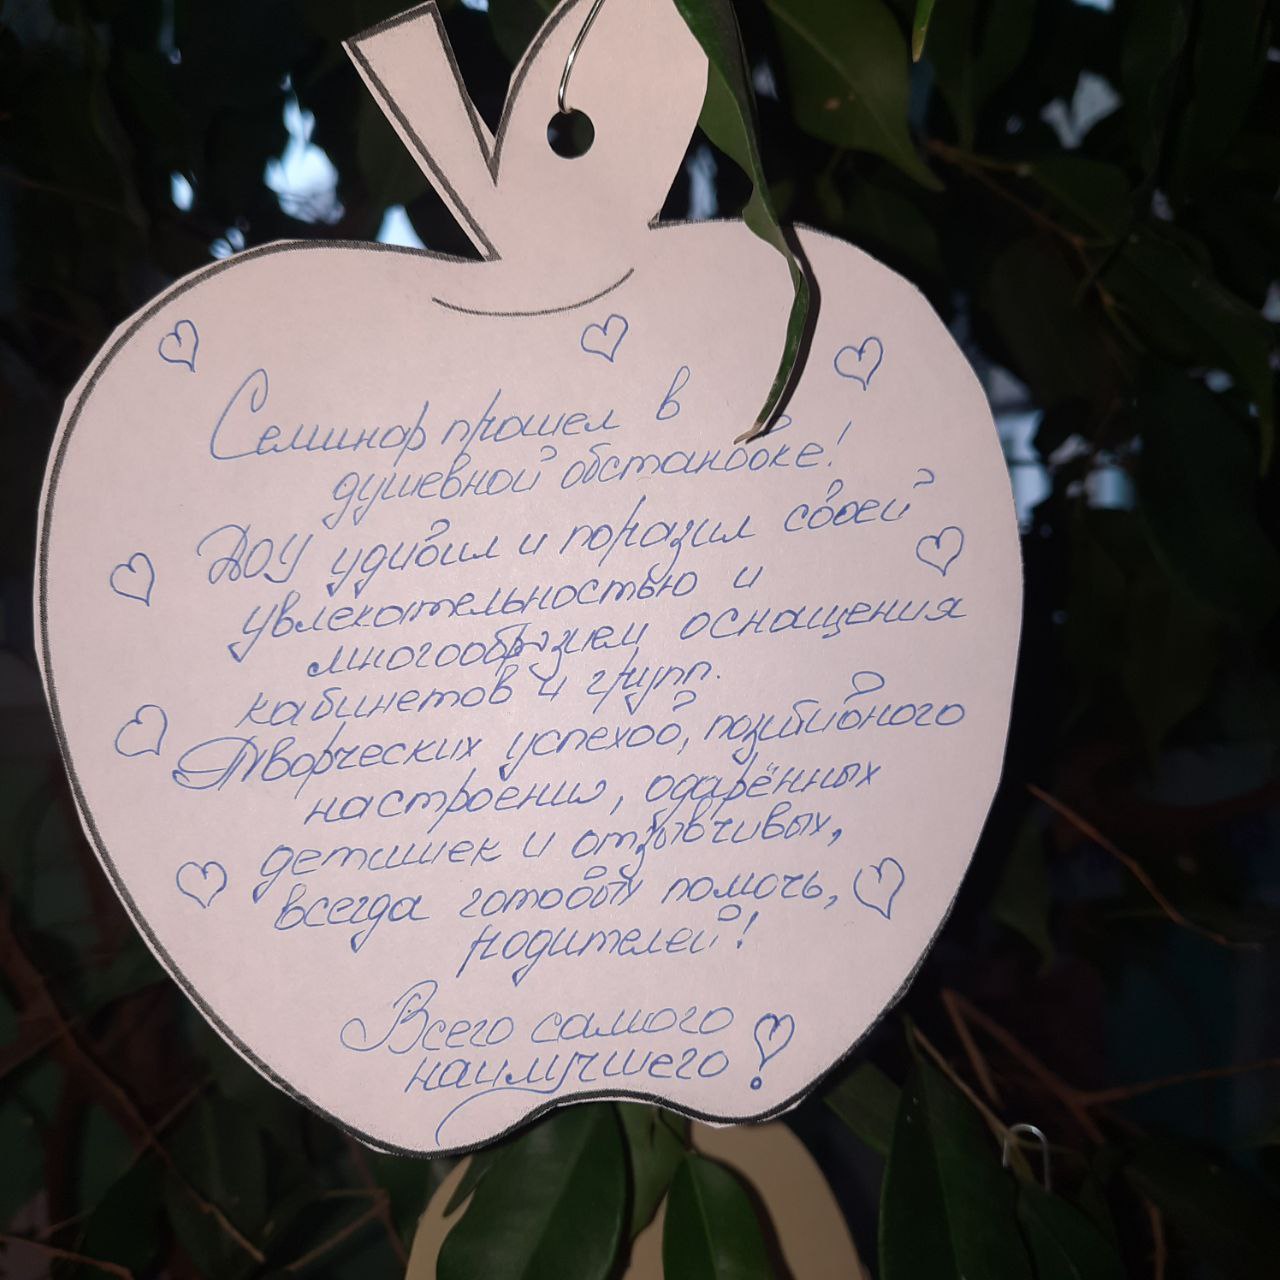 Семинар прошел в
душевной обстановке!
ДОУ удивил и поразил своей
увлекательностью и
многообразием оснащения
кабинетов и групп.
Творческих успехов, позитивного
настроения, одарённых
детишек и отзывчивых,
всегда готовых помочь,
родителей!
Всего самого
наилучшего!